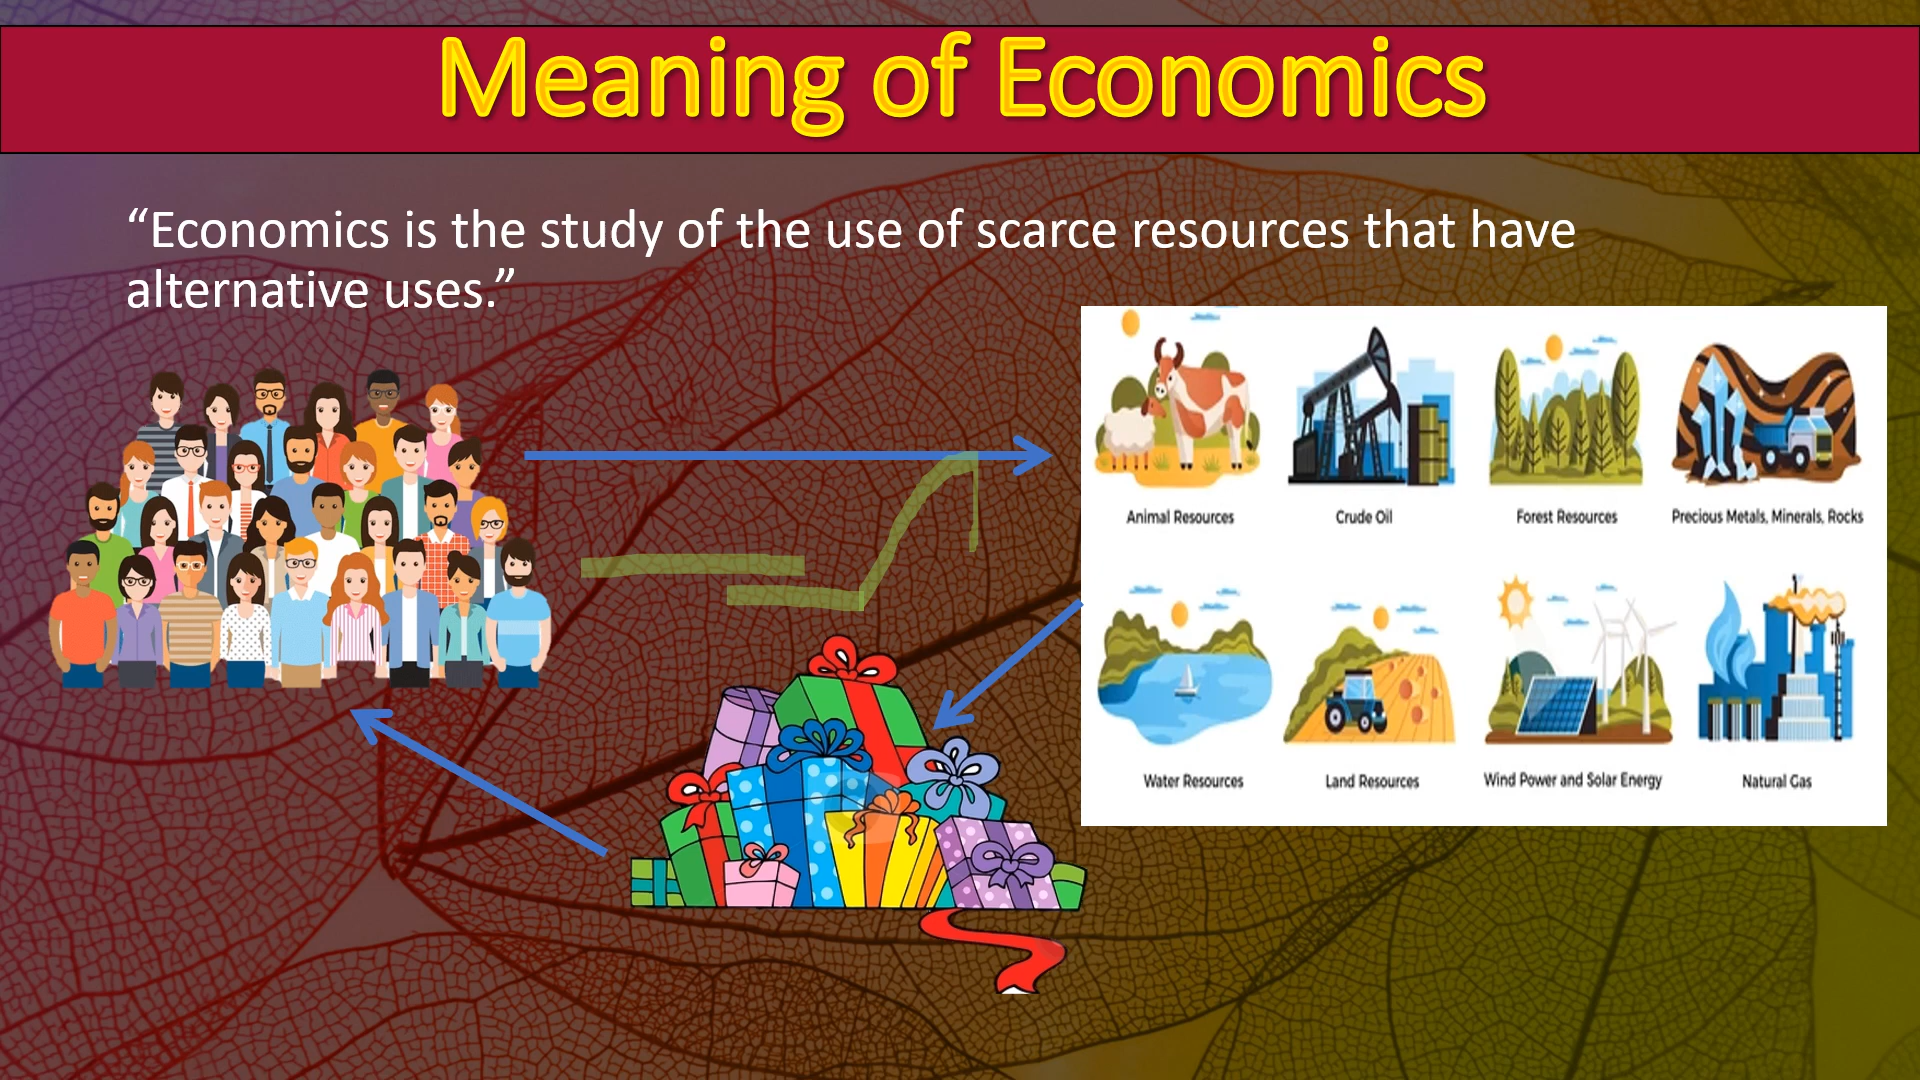 Meaning of Economics
“Economics is the study of the use of scarce resources that have
alternative uses.”
Animal Resources
Crude Oil
Forest Resources
Precious Metals, Minerals, Rocks
Water Resources
Land Resources
Wind Power and Solar Energy
Natural Gas